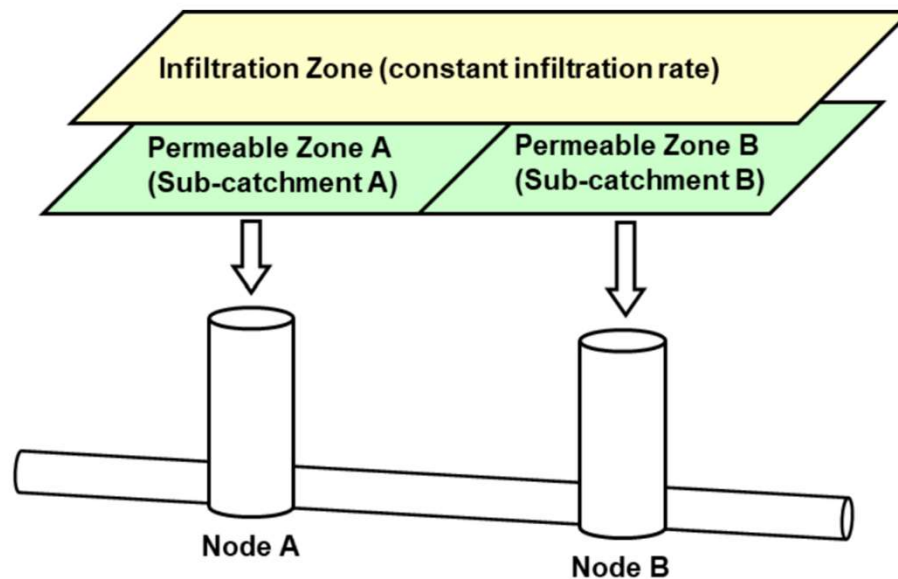 Infiltration Zone (constant infiltration rate)
Permeable Zone A
(Sub-catchment A)
Permeable Zone B
(Sub-catchment B)
Node A
Node B